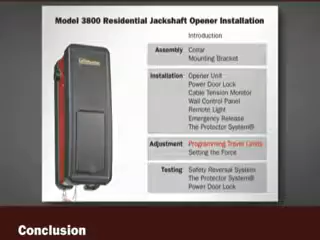 Model 3800 Residential Jackshaft Opener Installation
Introduction
Assembly Collar
Mounting Bracket
Installation Opener Unit
Power Door Lock
Cable Tension Monitor
Wall Control Panel
Remote Light
Emergency Release
The Protector System®
Adjustment Programming Travel Limits
Setting the Force
Testing Safety Reversal System
The Protector System®
Power Door Lock
Conclusion